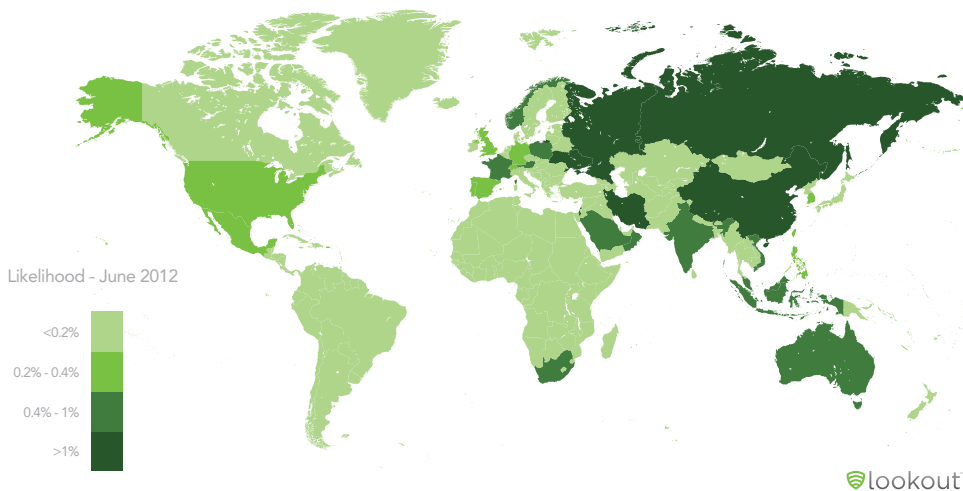 Likelihood - June 2012
<0.2%
0.2% - 0.4%
0.4% - 1%
>1%
lookout